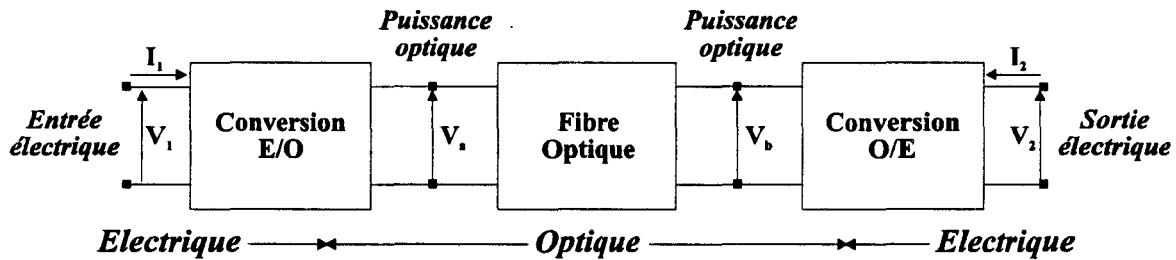 Puissance
optique
Puissance
optique
I₁
I₂
Entrée
électrique
V₁
Conversion
E/O
Vₐ
Fibre
Optique
V_b
Conversion
O/E
V₂
Sortie
électrique
Electrique
Optique
Electrique